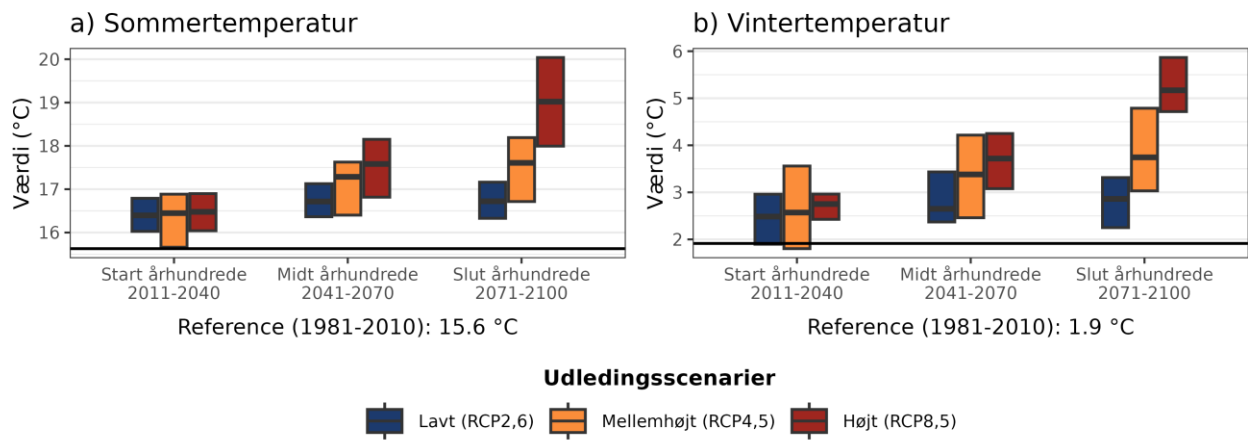 a) Sommertemperatur
Værdi (°C)
20
19
18
17
16
Start århundrede
2011-2040
Midt århundrede
2041-2070
Slut århundrede
2071-2100
Reference (1981-2010): 15.6 °C
b) Vintertemperatur
Værdi (°C)
6
5
4
3
2
Start århundrede
2011-2040
Midt århundrede
2041-2070
Slut århundrede
2071-2100
Reference (1981-2010): 1.9 °C
Udledingsscenarier
Lavt (RCP2,6)
Mellemhøjt (RCP4,5)
Højt (RCP8,5)